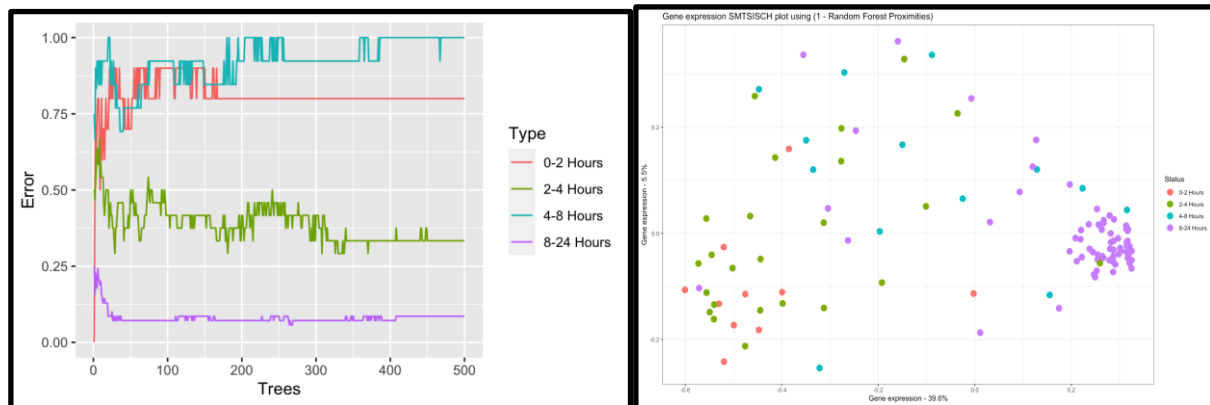 1.00
0.75
0.50
0.25
0.00
Error
0
100
200
300
400
500
Trees
Type
0-2 Hours
2-4 Hours
4-8 Hours
8-24 Hours
Gene expression SMTSISCH plot using (1 - Random Forest Proximities)
0.2
0.0
-0.2
Gene expression - 5.5%
-0.6
-0.4
-0.2
0.0
0.2
Gene expression - 39.6%
Status
0-2 Hours
2-4 Hours
4-8 Hours
8-24 Hours